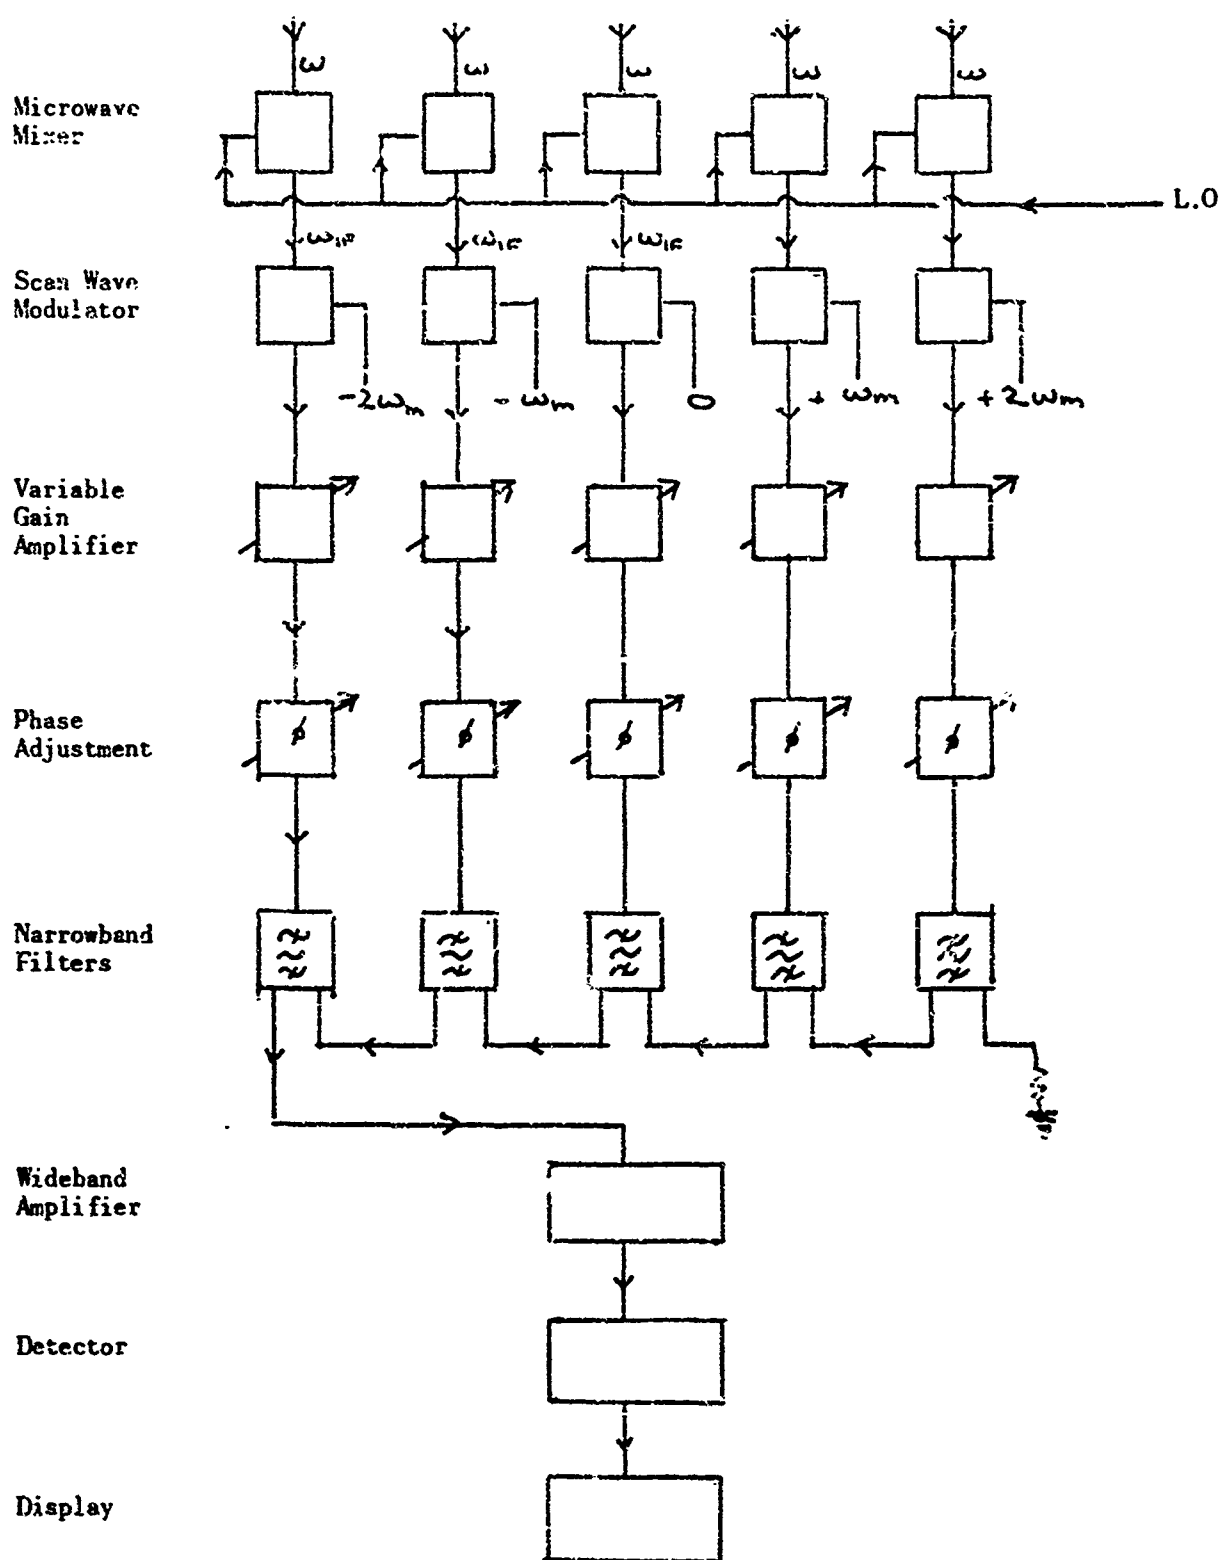 ω ω ω ω ω
Microwave
Mixer
L.O
ω_IF ω_IF ω_IF
Scan Wave
Modulator
-2ω_m -ω_m 0 +ω_m +2ω_m
Variable
Gain
Amplifier
Phase
Adjustment
ϕ ϕ ϕ ϕ ϕ
Narrowband
Filters
Wideband
Amplifier
Detector
Display